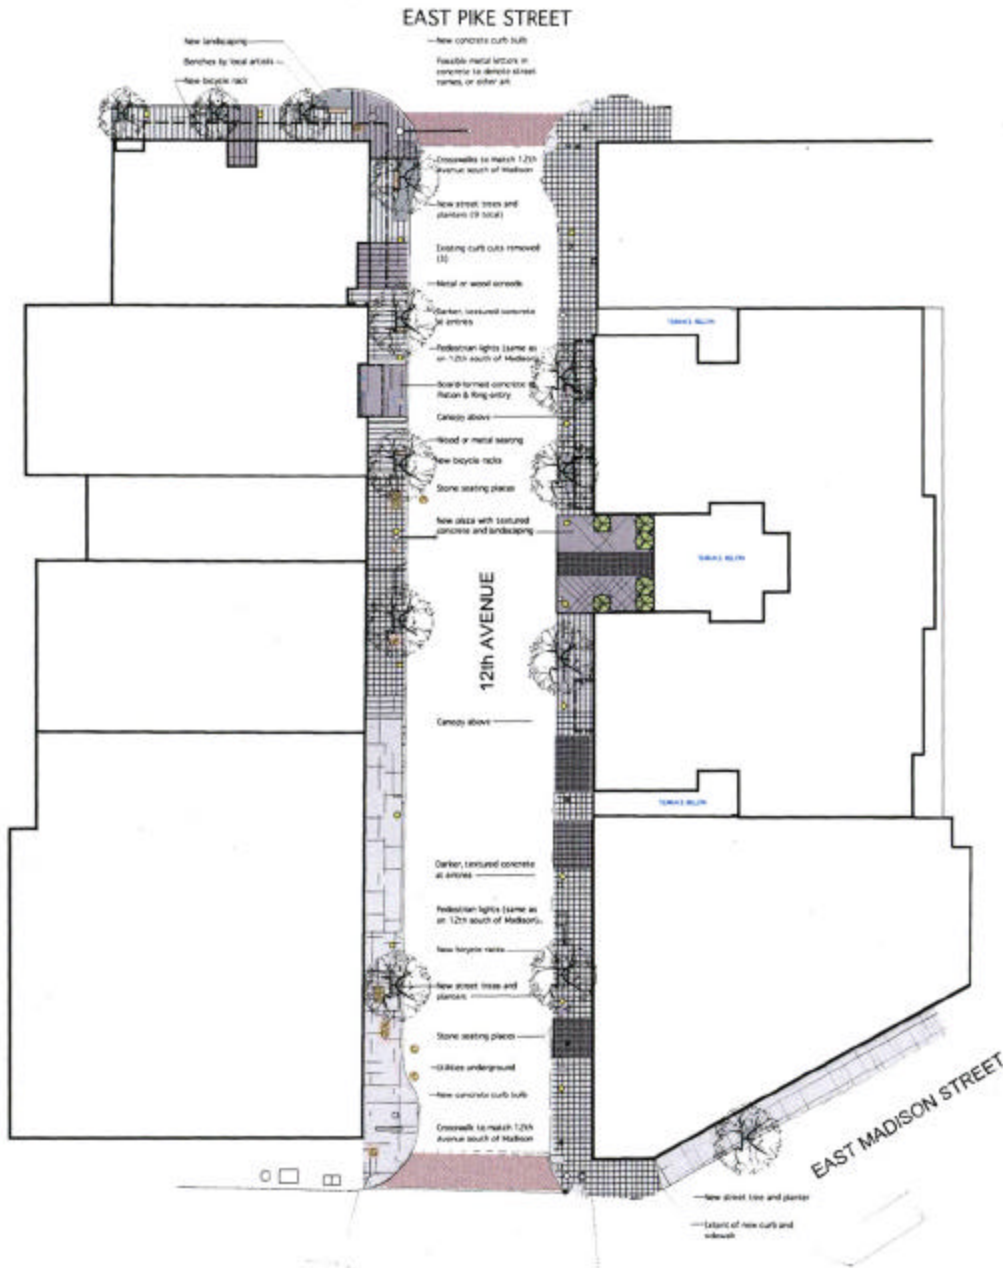 EAST PIKE STREET
New landscaping
Benches by local artists
New bicycle rack
New concrete curb bulb
Possible metal letters in
concrete to denote street
names, or other art
Crosswalks to match 12th
Avenue south of Madison
New street trees and
planters (9 total)
Existing curb cuts removed
(3)
Metal or wood screeds
Darker, textured concrete
at entries
Pedestrian lights (same as
on 12th south of Madison)
Board-formed concrete
Piston & Ring entry
Canopy above
Wood or metal seating
New bicycle racks
Stone seating places
New plaza with textured
concrete and landscaping
12th AVENUE
Canopy above
Darker, textured concrete
at entries
Pedestrian lights (same as
on 12th south of Madison)
New bicycle racks
New street trees and
planters
Stone seating places
Utilities underground
New concrete curb bulb
Crosswalk to match 12th
Avenue south of Madison
EAST MADISON STREET
New street tree and planter
Extent of new curb and
sidewalk